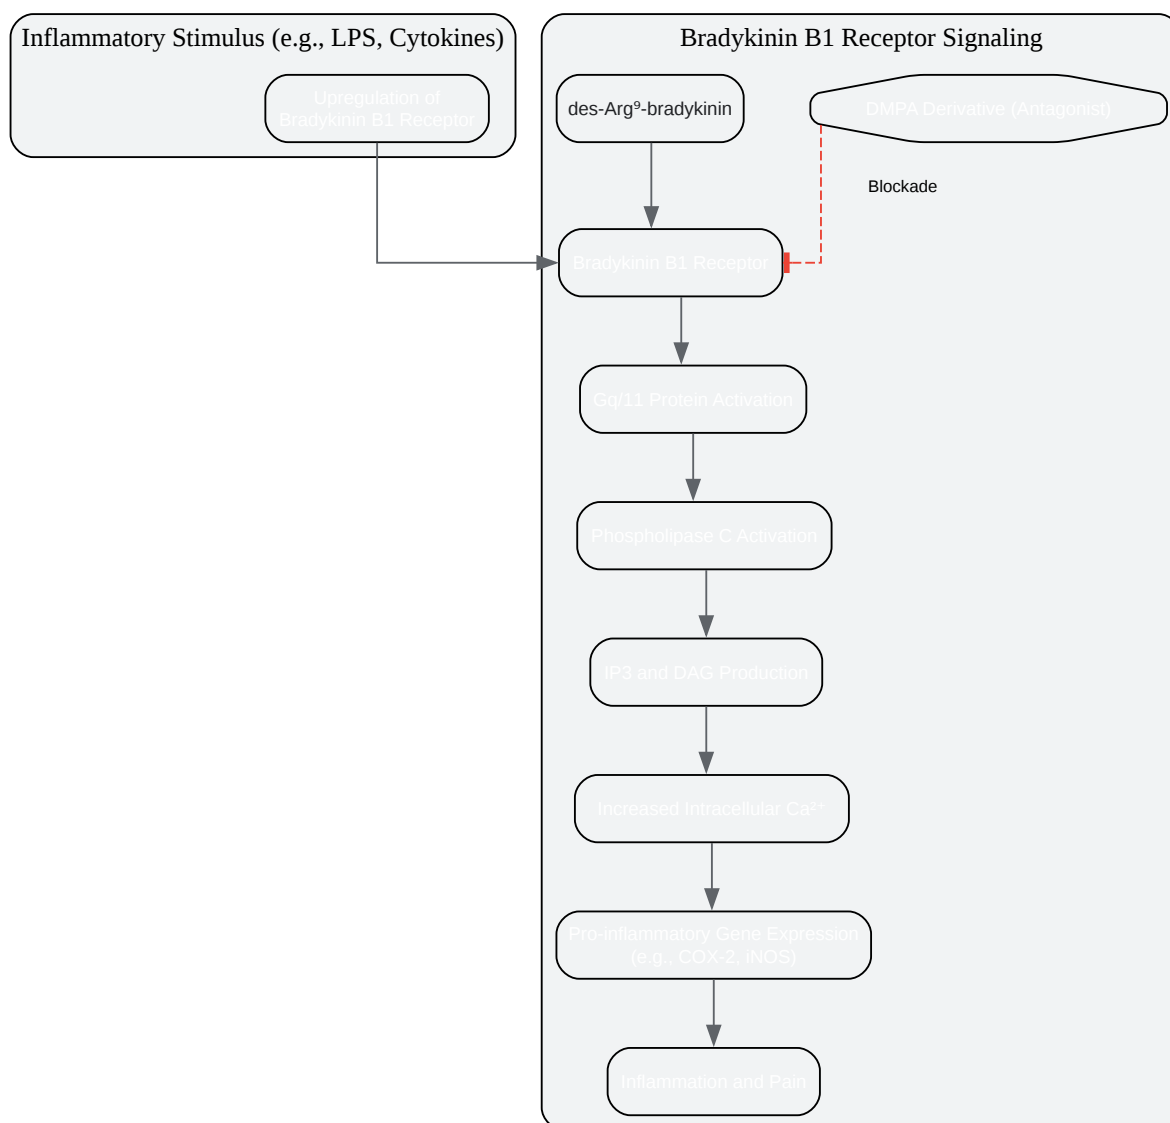 Inflammatory Stimulus (e.g., LPS, Cytokines)
Upregulation of
Bradykinin B1 Receptor
Bradykinin B1 Receptor Signaling
des-Arg⁹-bradykinin
DMPA Derivative (Antagonist)
Blockade
Bradykinin B1 Receptor
Gq/11 Protein Activation
Phospholipase C Activation
IP3 and DAG Production
Increased Intracellular Ca²⁺
Pro-inflammatory Gene Expression
(e.g., COX-2, iNOS)
Inflammation and Pain